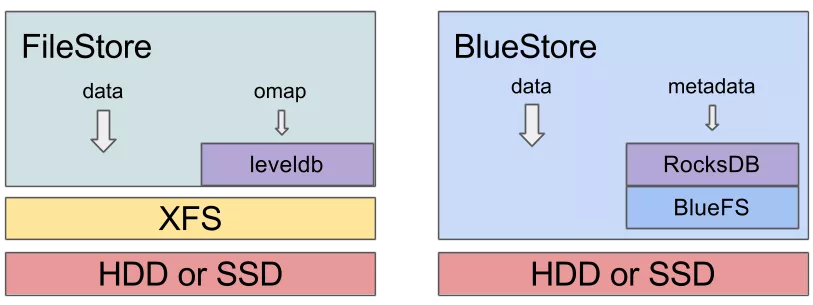 FileStore
data
omap
leveldb
XFS
HDD or SSD
BlueStore
data
metadata
RocksDB
BlueFS
HDD or SSD